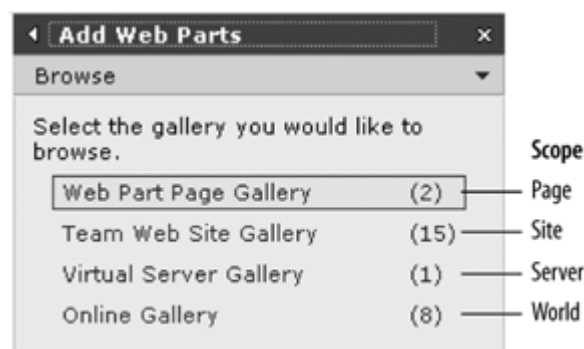 Add Web Parts ×
Browse
Select the gallery you would like to
browse.
Scope
Web Part Page Gallery (2) Page
Team Web Site Gallery (15) Site
Virtual Server Gallery (1) Server
Online Gallery (8) World